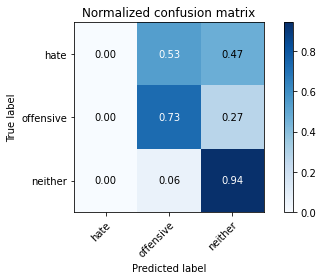 Normalized confusion matrix
True label
hate
0.00 0.53 0.47
offensive
0.00 0.73 0.27
neither
0.00 0.06 0.94
hate
offensive
neither
Predicted label
0.8
0.6
0.4
0.2
0.0